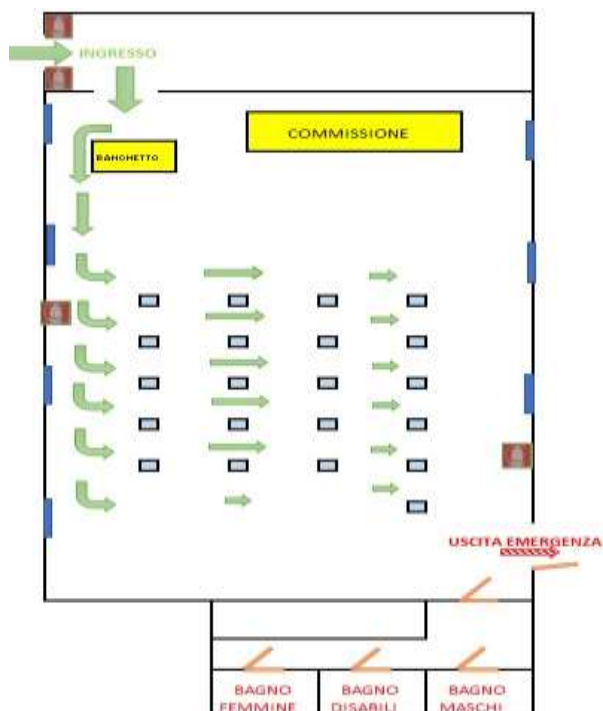 INGRESSO
COMMISSIONE
BANCHETTO
USCITA EMERGENZA
BAGNO
FEMMINE
BAGNO
DISABILI
BAGNO
MASCHI